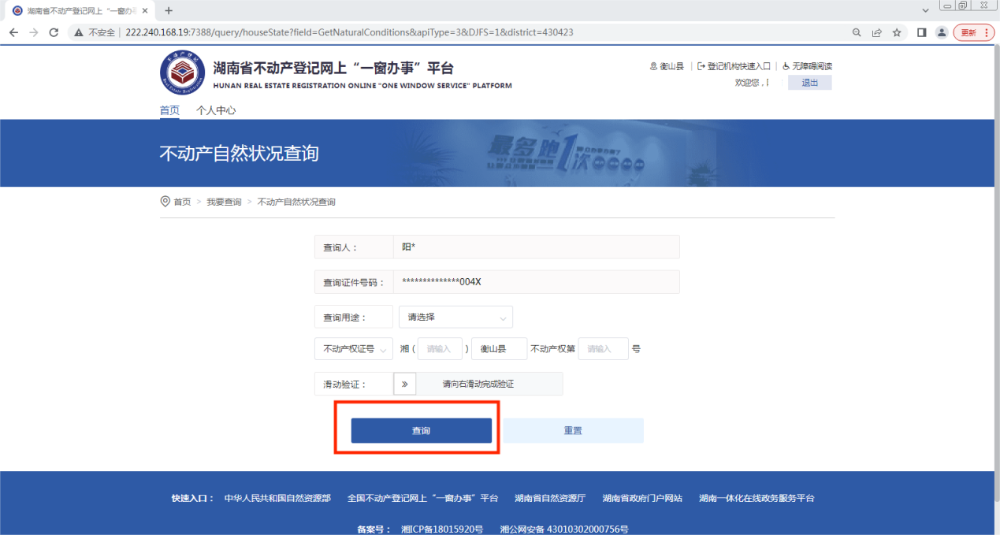 湖南省不动产登记网上“一窗办事
不安全 222.240.168.19:7388/query/houseState?field=GetNaturalConditions&apiType=3&DJFS=1&district=430423 更新
湖南省不动产登记网上“一窗办事”平台
HUNAN REAL ESTATE REGISTRATION ONLINE "ONE WINDOW SERVICE" PLATFORM
衡山县 | 登记机构快速入口 | 无障碍阅读
欢迎您， 退出
首页 个人中心
不动产自然状况查询
最多跑1次
首页 > 我要查询 > 不动产自然状况查询
查询人： 阳*
查询证件号码： **************004X
查询用途： 请选择
不动产权证号 湘 ( 请输入 ) 衡山县 不动产权第 请输入 号
滑动验证： » 请向右滑动完成验证
查询 重置
快速入口： 中华人民共和国自然资源部 全国不动产登记网上“一窗办事”平台 湖南省自然资源厅 湖南省政府门户网站 湖南一体化在线政务服务平台
备案号： 湘ICP备18015920号 湘公网安备 43010302000756号